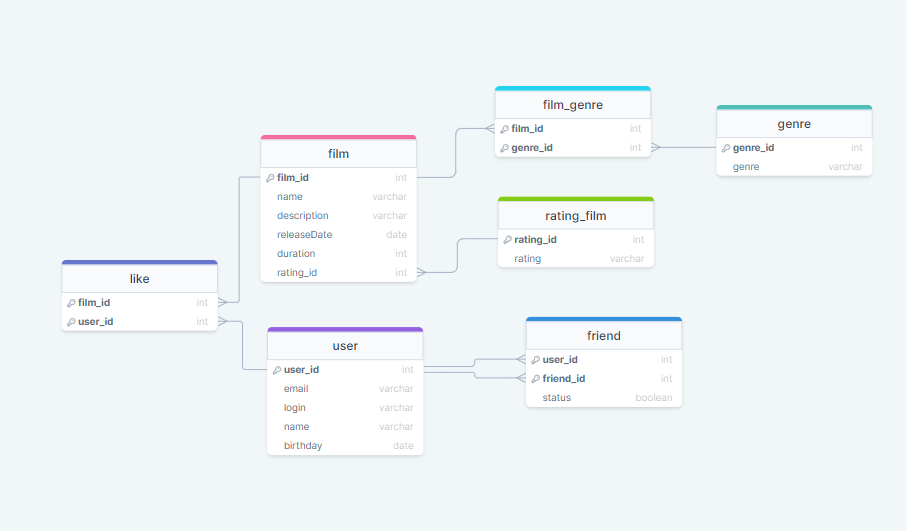 film_genre
film_id int
genre_id int
genre
genre_id int
genre varchar
film
film_id int
name varchar
description varchar
releaseDate date
duration int
rating_id int
rating_film
rating_id int
rating varchar
like
film_id int
user_id int
user
user_id int
email varchar
login varchar
name varchar
birthday date
friend
user_id int
friend_id int
status boolean